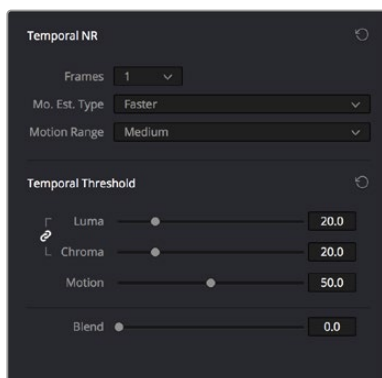 Temporal NR
Frames 1
Mo. Est. Type Faster
Motion Range Medium
Temporal Threshold
Luma 20.0
Chroma 20.0
Motion 50.0
Blend 0.0